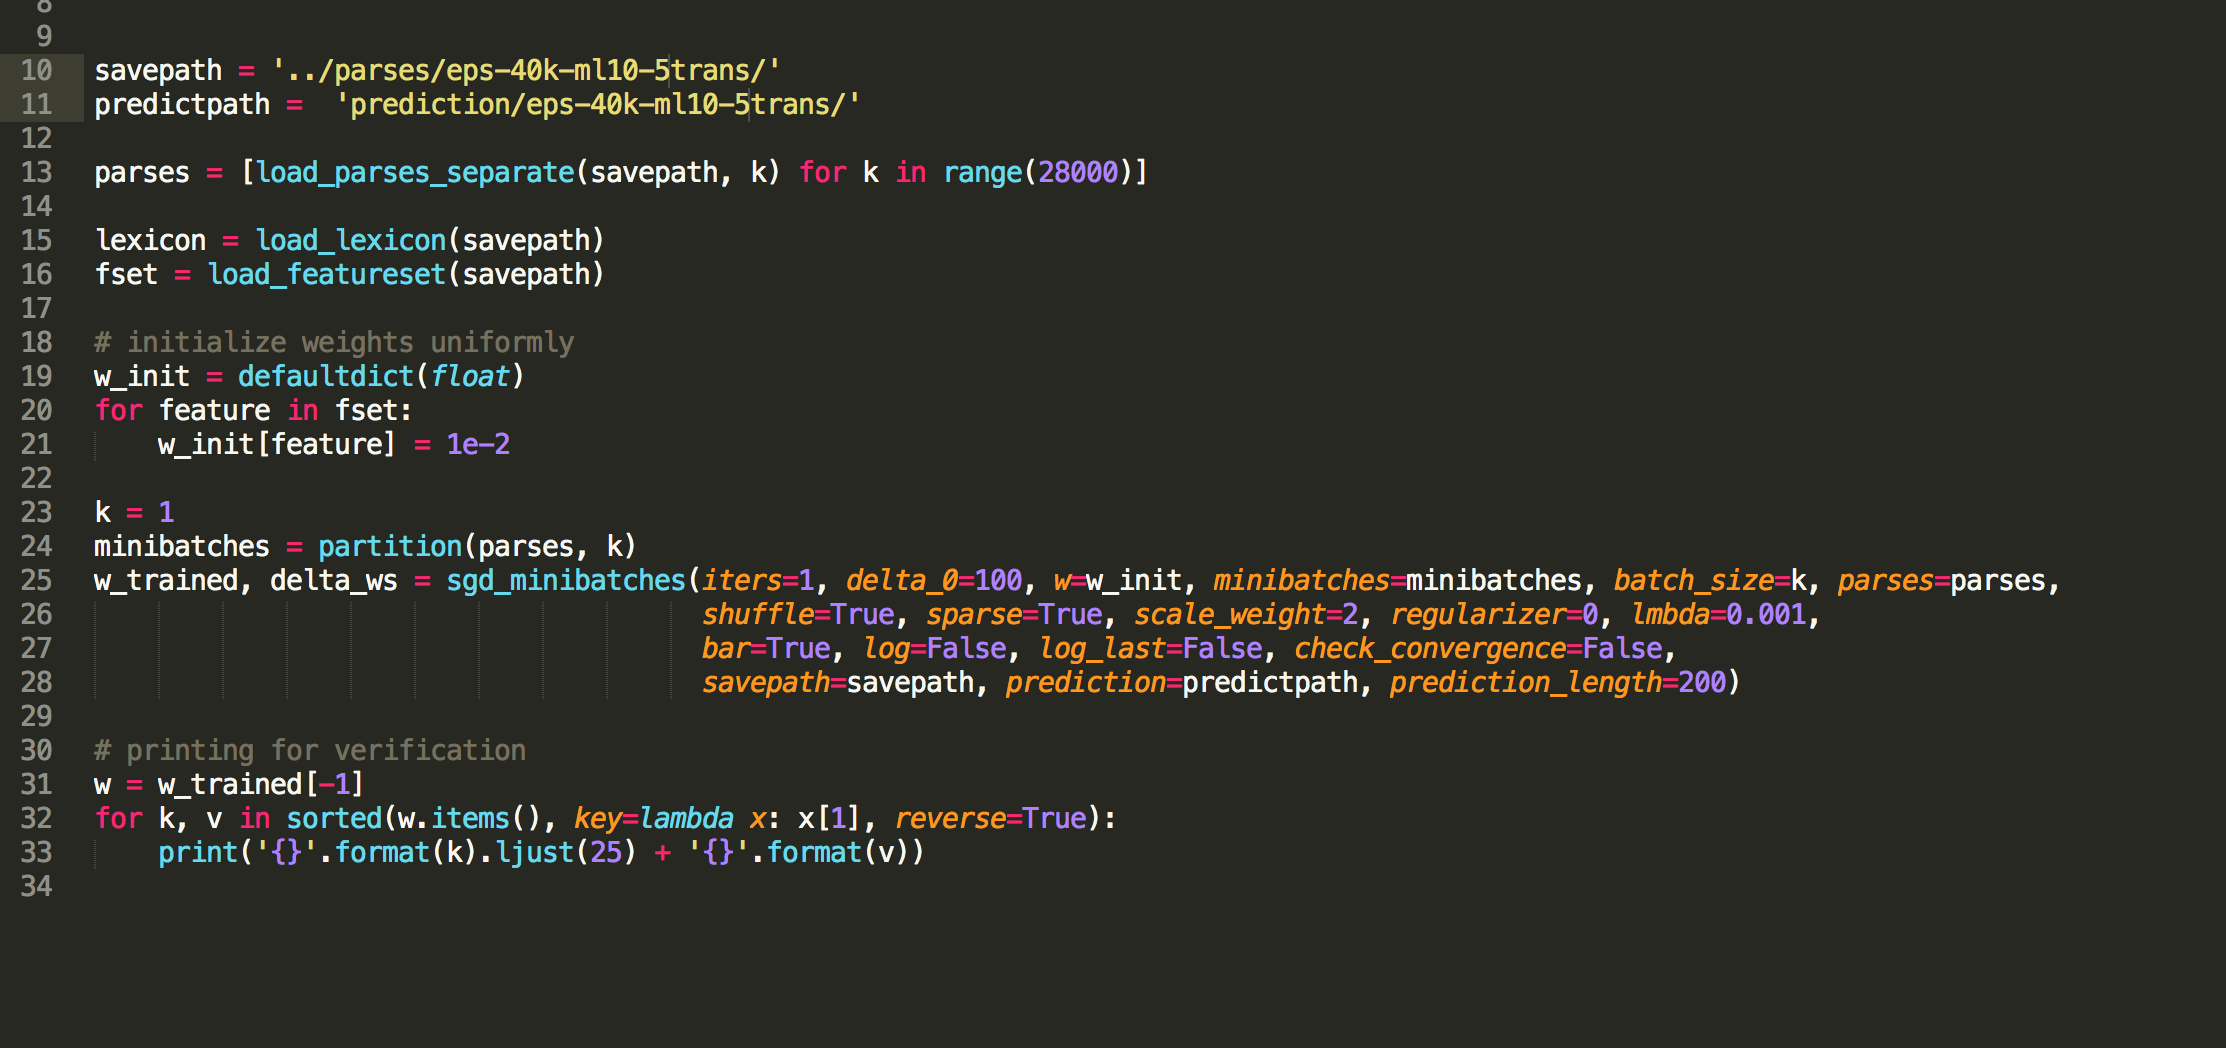 8
9
10 savepath = '../parses/eps-40k-ml10-5trans/'
11 predictpath =  'prediction/eps-40k-ml10-5trans/'
12
13 parses = [load_parses_separate(savepath, k) for k in range(28000)]
14
15 lexicon = load_lexicon(savepath)
16 fset = load_featureset(savepath)
17
18 # initialize weights uniformly
19 w_init = defaultdict(float)
20 for feature in fset:
21     w_init[feature] = 1e-2
22
23 k = 1
24 minibatches = partition(parses, k)
25 w_trained, delta_ws = sgd_minibatches(iters=1, delta_0=100, w=w_init, minibatches=minibatches, batch_size=k, parses=parses,
26                                       shuffle=True, sparse=True, scale_weight=2, regularizer=0, lmbda=0.001,
27                                       bar=True, log=False, log_last=False, check_convergence=False,
28                                       savepath=savepath, prediction=predictpath, prediction_length=200)
29
30 # printing for verification
31 w = w_trained[-1]
32 for k, v in sorted(w.items(), key=lambda x: x[1], reverse=True):
33     print('{}'.format(k).ljust(25) + '{}'.format(v))
34